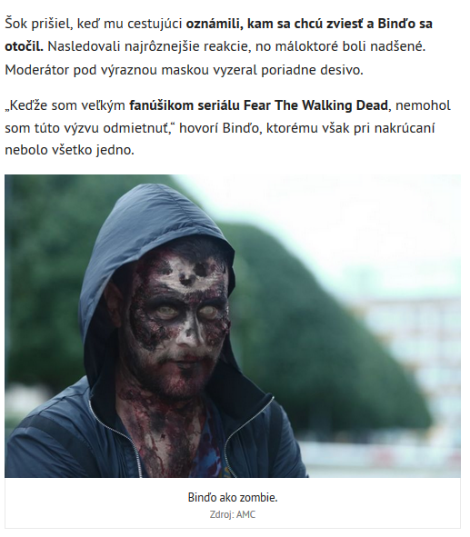 Šok prišiel, keď mu cestujúci oznámili, kam sa chcú zviesť a Binďo sa
otočil. Nasledovali najrôznejšie reakcie, no máloktoré boli nadšené.
Moderátor pod výraznou maskou vyzeral poriadne desivo.
„Keďže som veľkým fanúšikom seriálu Fear The Walking Dead, nemohol
som túto výzvu odmietnuť,“ hovorí Binďo, ktorému však pri nakrúcaní
nebolo všetko jedno.
Binďo ako zombie.
Zdroj: AMC